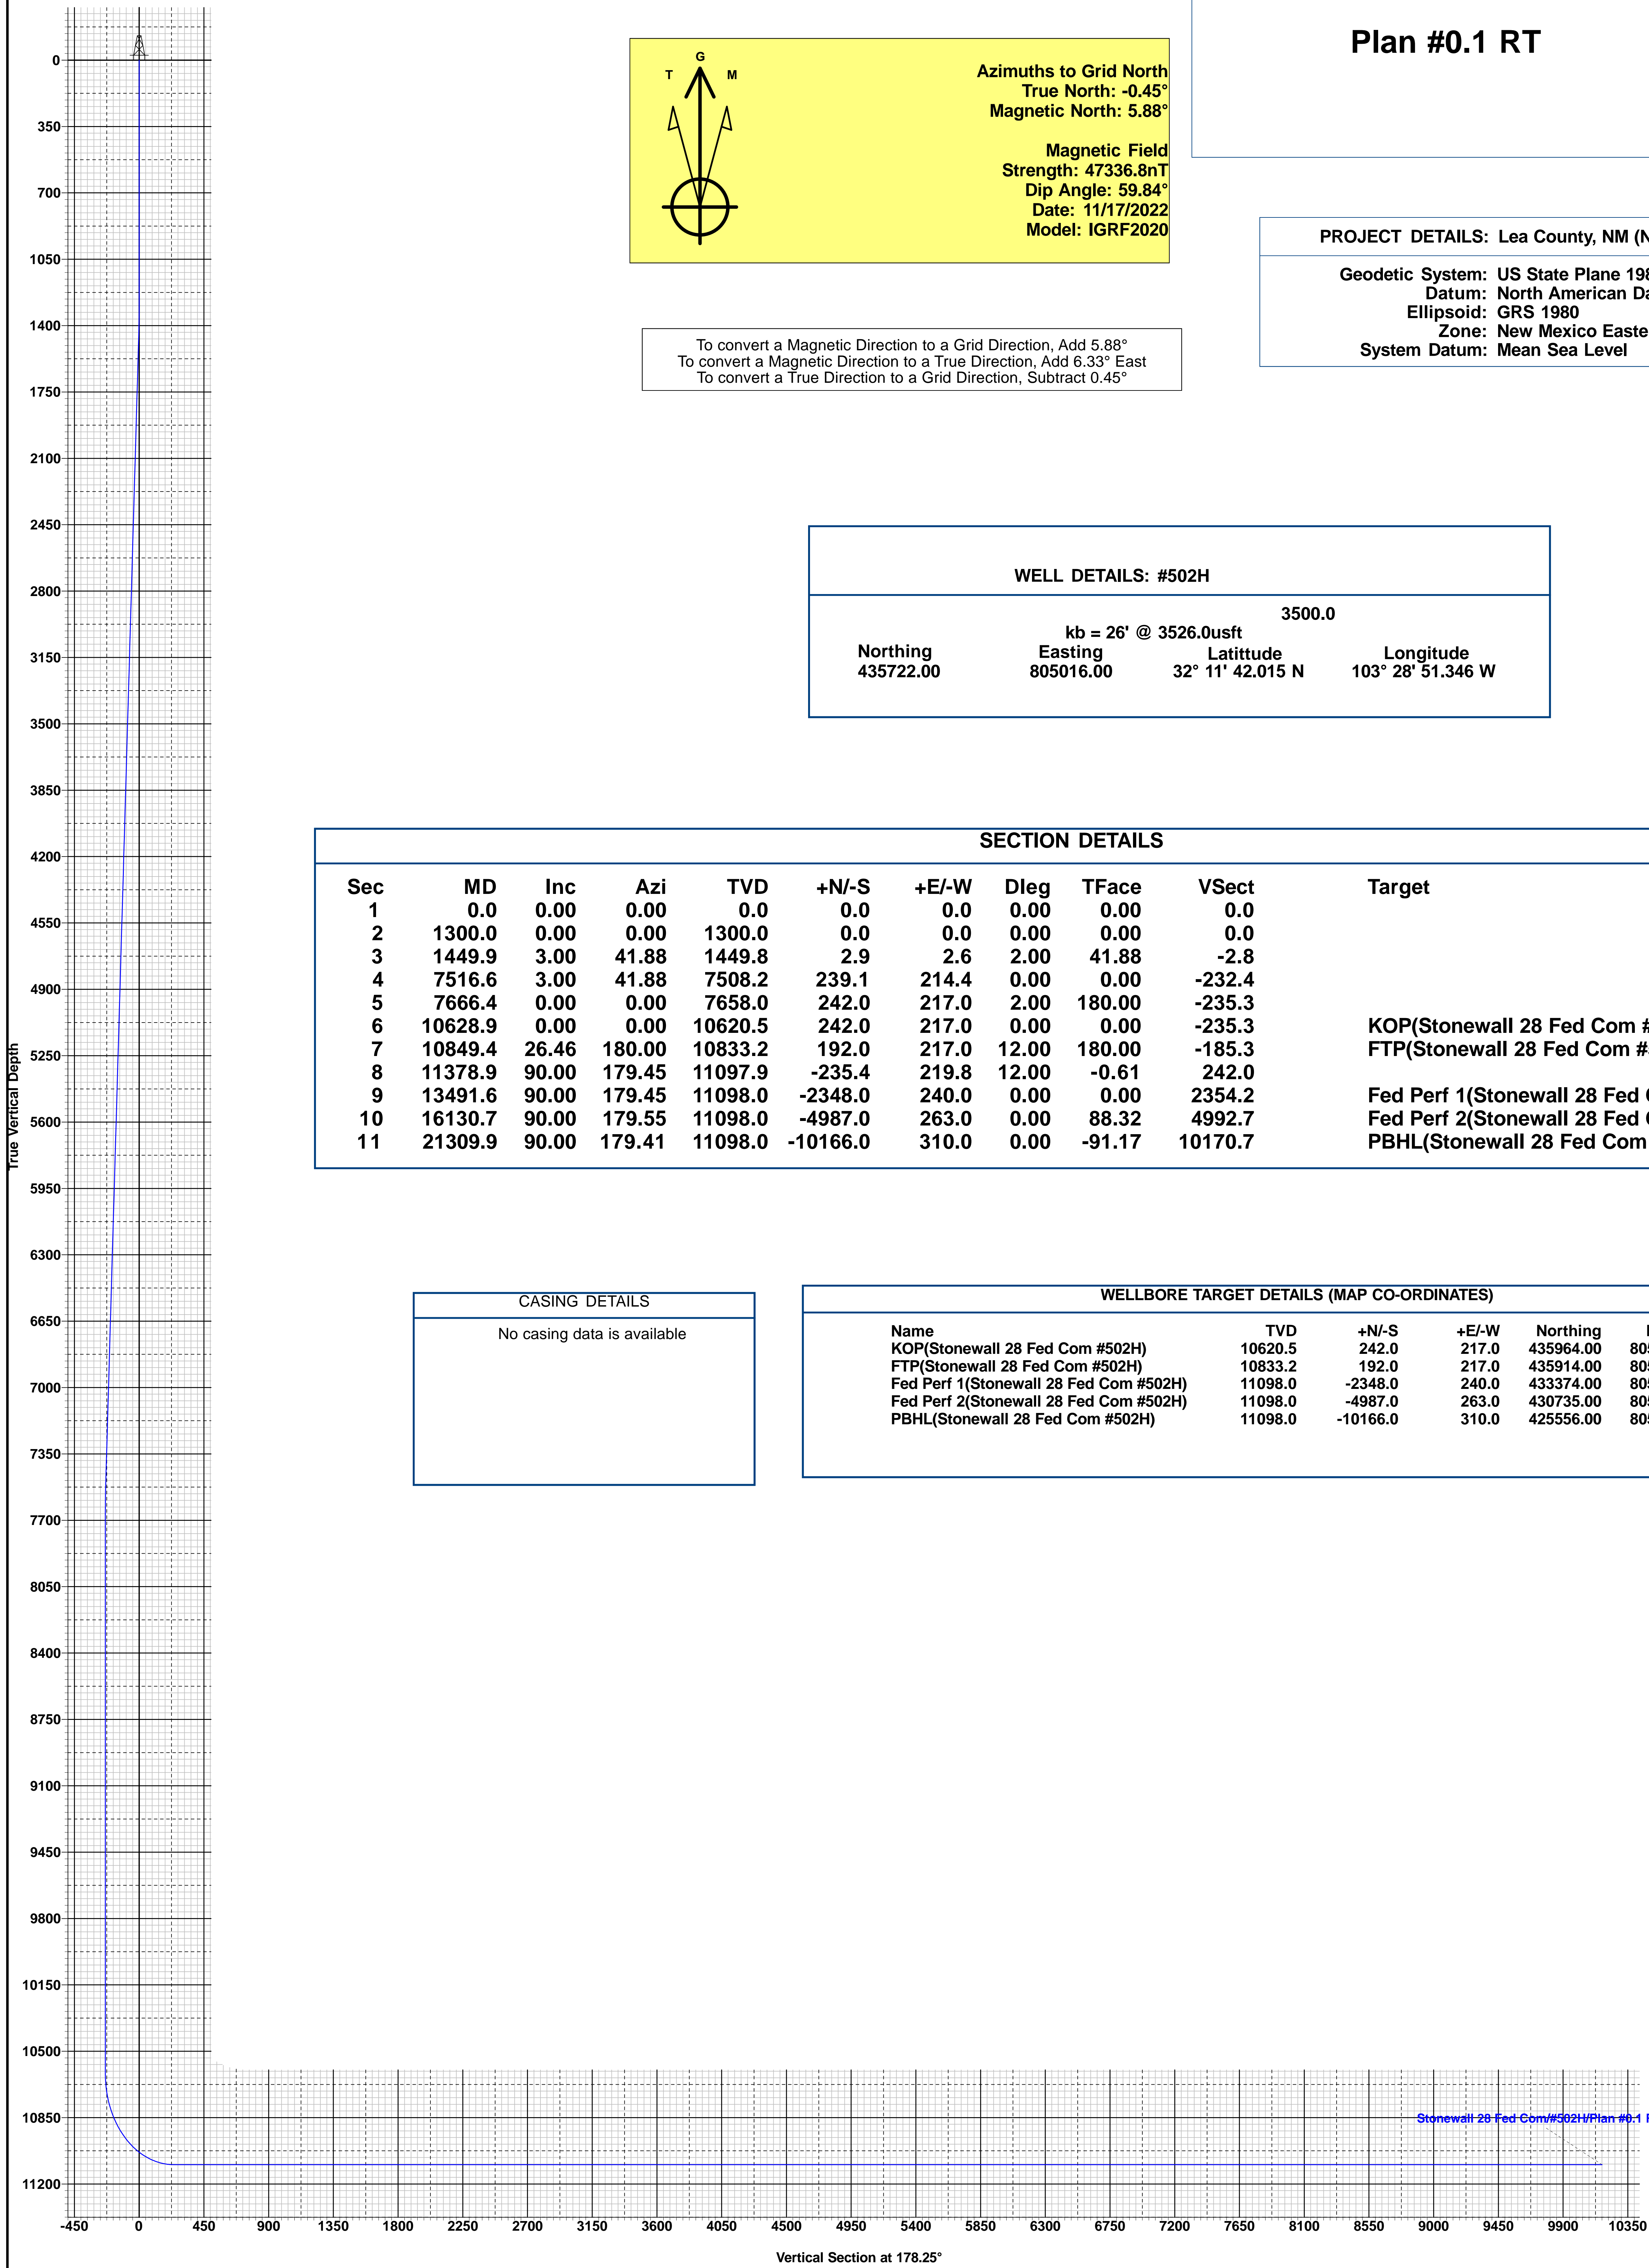 Plan #0.1 RT
T G M
Azimuths to Grid North
True North: -0.45°
Magnetic North: 5.88°
Magnetic Field
Strength: 47336.8nT
Dip Angle: 59.84°
Date: 11/17/2022
Model: IGRF2020
To convert a Magnetic Direction to a Grid Direction, Add 5.88°
To convert a Magnetic Direction to a True Direction, Add 6.33° East
To convert a True Direction to a Grid Direction, Subtract 0.45°
PROJECT DETAILS: Lea County, NM (N
Geodetic System: US State Plane 198
Datum: North American Da
Ellipsoid: GRS 1980
Zone: New Mexico Easte
System Datum: Mean Sea Level
WELL DETAILS: #502H
3500.0
kb = 26' @ 3526.0usft
Northing Easting Latittude Longitude
435722.00 805016.00 32° 11' 42.015 N 103° 28' 51.346 W
SECTION DETAILS
Sec MD Inc Azi TVD +N/-S +E/-W Dleg TFace VSect Target
1 0.0 0.00 0.00 0.0 0.0 0.0 0.00 0.00 0.0
2 1300.0 0.00 0.00 1300.0 0.0 0.0 0.00 0.00 0.0
3 1449.9 3.00 41.88 1449.8 2.9 2.6 2.00 41.88 -2.8
4 7516.6 3.00 41.88 7508.2 239.1 214.4 0.00 0.00 -232.4
5 7666.4 0.00 0.00 7658.0 242.0 217.0 2.00 180.00 -235.3
6 10628.9 0.00 0.00 10620.5 242.0 217.0 0.00 0.00 -235.3 KOP(Stonewall 28 Fed Com #
7 10849.4 26.46 180.00 10833.2 192.0 217.0 12.00 180.00 -185.3 FTP(Stonewall 28 Fed Com #
8 11378.9 90.00 179.45 11097.9 -235.4 219.8 12.00 -0.61 242.0
9 13491.6 90.00 179.45 11098.0 -2348.0 240.0 0.00 0.00 2354.2 Fed Perf 1(Stonewall 28 Fed
10 16130.7 90.00 179.55 11098.0 -4987.0 263.0 0.00 88.32 4992.7 Fed Perf 2(Stonewall 28 Fed
11 21309.9 90.00 179.41 11098.0 -10166.0 310.0 0.00 -91.17 10170.7 PBHL(Stonewall 28 Fed Com
CASING DETAILS
No casing data is available
WELLBORE TARGET DETAILS (MAP CO-ORDINATES)
Name TVD +N/-S +E/-W Northing
KOP(Stonewall 28 Fed Com #502H) 10620.5 242.0 217.0 435964.00 80
FTP(Stonewall 28 Fed Com #502H) 10833.2 192.0 217.0 435914.00 80
Fed Perf 1(Stonewall 28 Fed Com #502H) 11098.0 -2348.0 240.0 433374.00 80
Fed Perf 2(Stonewall 28 Fed Com #502H) 11098.0 -4987.0 263.0 430735.00 80
PBHL(Stonewall 28 Fed Com #502H) 11098.0 -10166.0 310.0 425556.00 80
True Vertical Depth
0
350
700
1050
1400
1750
2100
2450
2800
3150
3500
3850
4200
4550
4900
5250
5600
5950
6300
6650
7000
7350
7700
8050
8400
8750
9100
9450
9800
10150
10500
10850
11200
Stonewall 28 Fed Com/#502H/Plan #0.1
-450 0 450 900 1350 1800 2250 2700 3150 3600 4050 4500 4950 5400 5850 6300 6750 7200 7650 8100 8550 9000 9450 9900 10350
Vertical Section at 178.25°